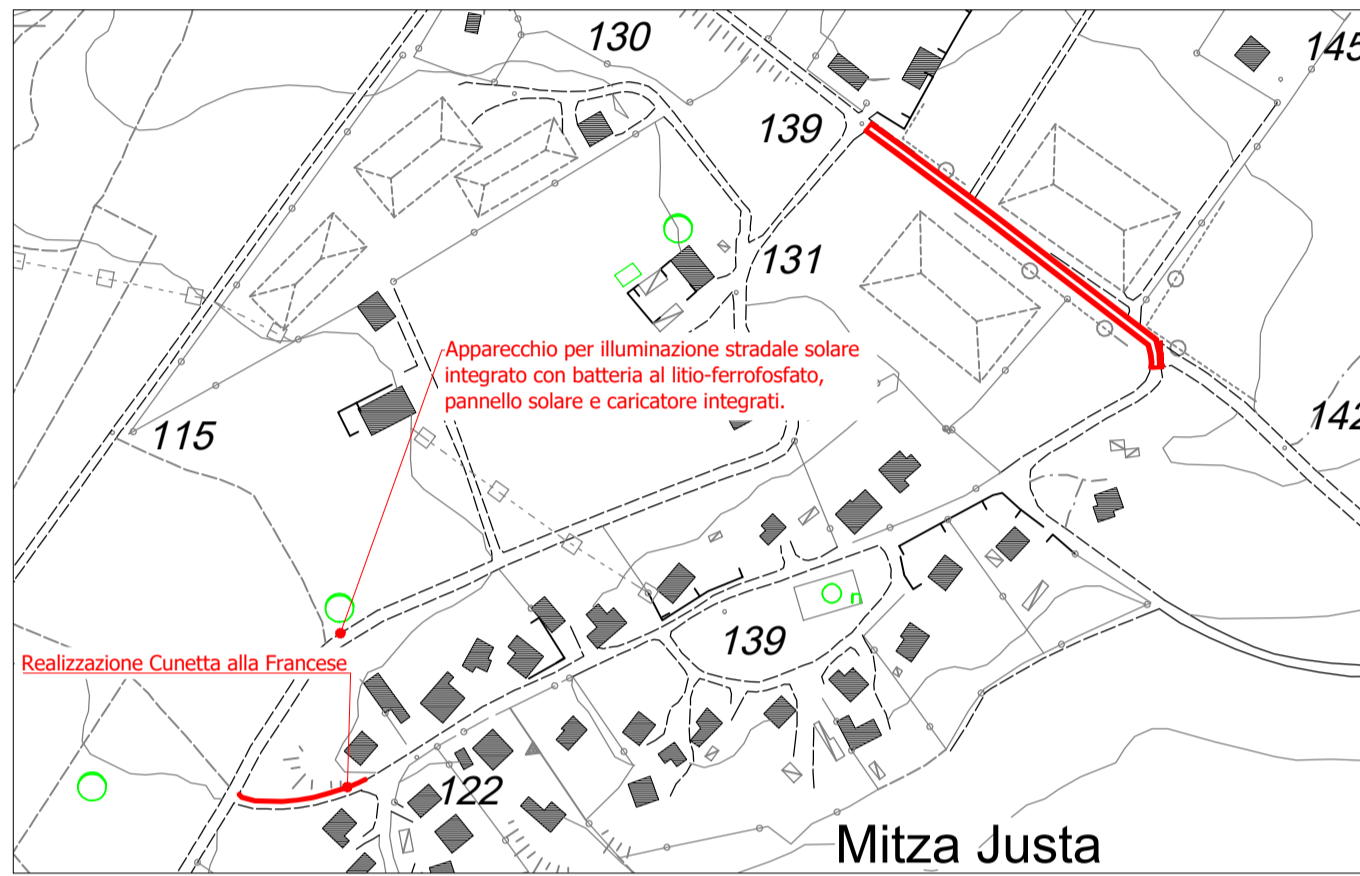 130
145
139
131
Apparecchio per illuminazione stradale solare
integrato con batteria al litio-ferrofosfato,
pannello solare e caricatore integrati.
115
142
139
Realizzazione Cunetta alla Francese
122
Mitza Justa